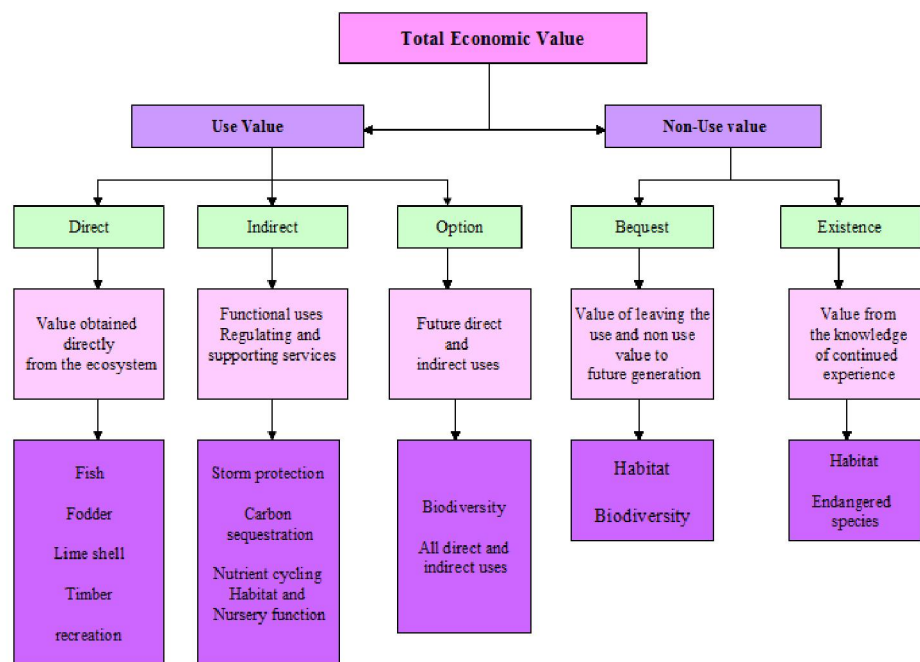 Total Economic Value
Use Value
Non-Use value
Direct
Indirect
Option
Bequest
Existence
Value obtained
directly
from the ecosystem
Functional uses
Regulating and
supporting services
Future direct
and
indirect uses
Value of leaving the
use and non use
value to
future generation
Value from
the knowledge
of continued
experience
Fish
Fodder
Lime shell
Timber
recreation
Storm protection
Carbon
sequestration
Nutrient cycling
Habitat and
Nursery function
Biodiversity
All direct and
indirect uses
Habitat
Biodiversity
Habitat
Endangered
species